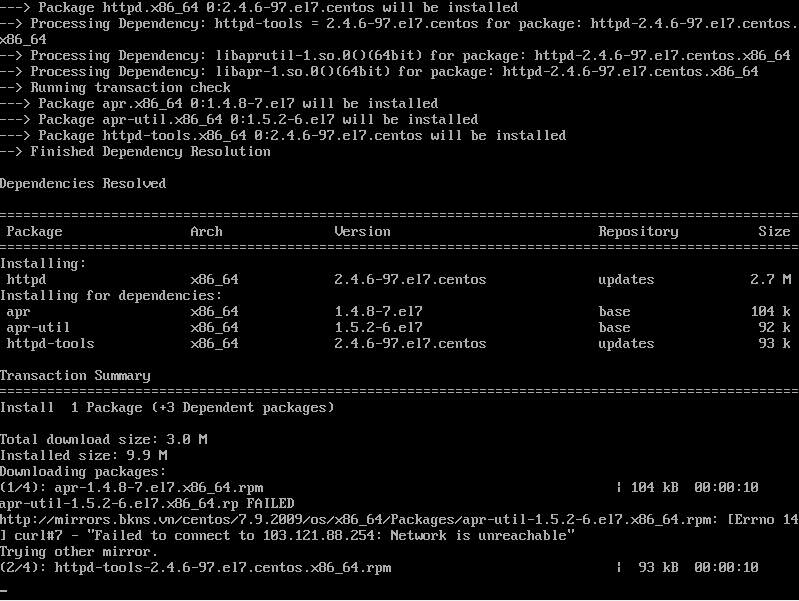 ---> Package httpd.x86_64 0:2.4.6-97.el7.centos will be installed
--> Processing Dependency: httpd-tools = 2.4.6-97.el7.centos for package: httpd-2.4.6-97.el7.centos.
x86_64
--> Processing Dependency: libaprutil-1.so.0()(64bit) for package: httpd-2.4.6-97.el7.centos.x86_64
--> Processing Dependency: libapr-1.so.0()(64bit) for package: httpd-2.4.6-97.el7.centos.x86_64
--> Running transaction check
---> Package apr.x86_64 0:1.4.8-7.el7 will be installed
---> Package apr-util.x86_64 0:1.5.2-6.el7 will be installed
---> Package httpd-tools.x86_64 0:2.4.6-97.el7.centos will be installed
--> Finished Dependency Resolution
Dependencies Resolved
====================================================================================================
Package Arch Version Repository Size
====================================================================================================
Installing:
httpd x86_64 2.4.6-97.el7.centos updates 2.7 M
Installing for dependencies:
apr x86_64 1.4.8-7.el7 base 104 k
apr-util x86_64 1.5.2-6.el7 base 92 k
httpd-tools x86_64 2.4.6-97.el7.centos updates 93 k
Transaction Summary
====================================================================================================
Install  1 Package (+3 Dependent packages)
Total download size: 3.0 M
Installed size: 9.9 M
Downloading packages:
(1/4): apr-1.4.8-7.el7.x86_64.rpm | 104 kB 00:00:10
apr-util-1.5.2-6.el7.x86_64.rp FAILED
http://mirrors.bkns.vn/centos/7.9.2009/os/x86_64/Packages/apr-util-1.5.2-6.el7.x86_64.rpm: [Errno 14
] curl#7 - "Failed to connect to 103.121.88.254: Network is unreachable"
Trying other mirror.
(2/4): httpd-tools-2.4.6-97.el7.centos.x86_64.rpm | 93 kB 00:00:10